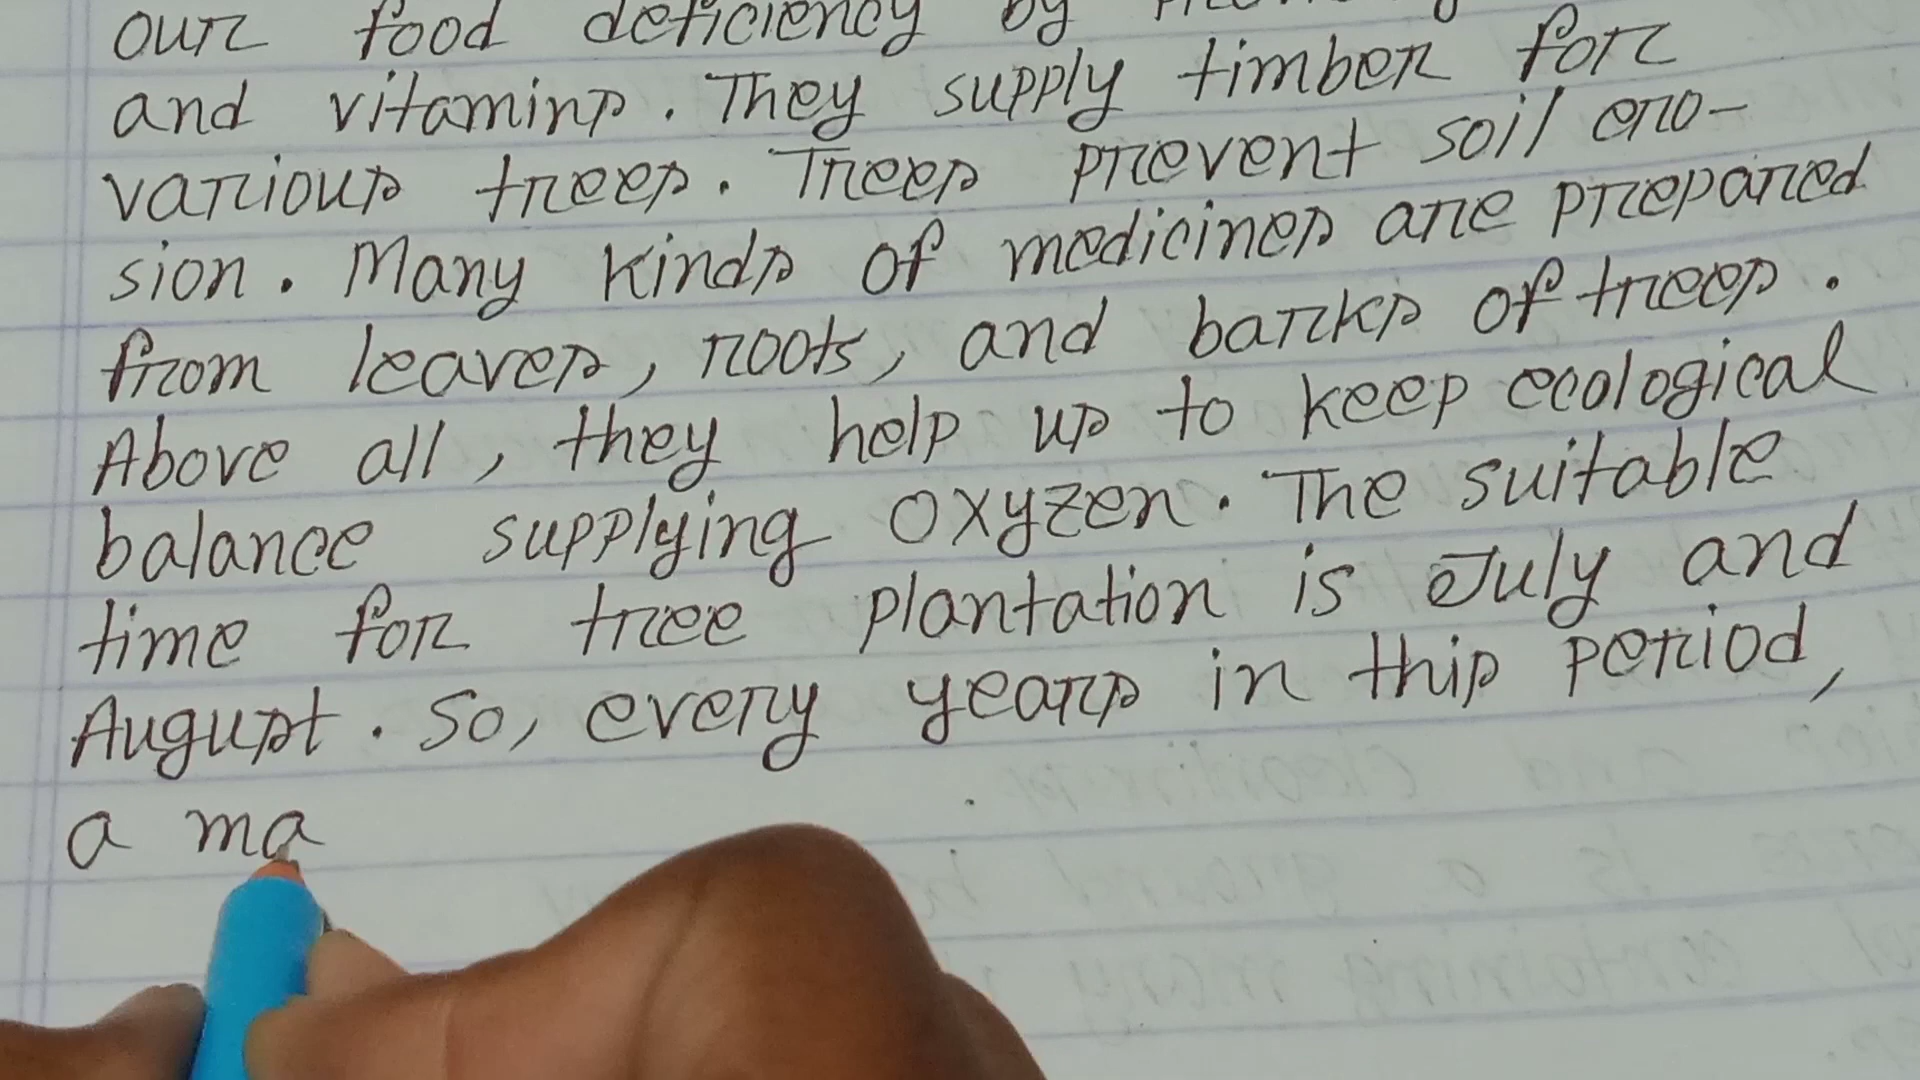 our food deficiency by
and vitamins. They supply timber for
various trees. Trees prevent soil ero-
sion. Many kinds of medicines are prepared
from leaves, roots, and barks of trees.
Above all, they help us to keep ecological
balance supplying oxyzen. The suitable
time for tree plantation is July and
August. So, every years in this period,
a ma